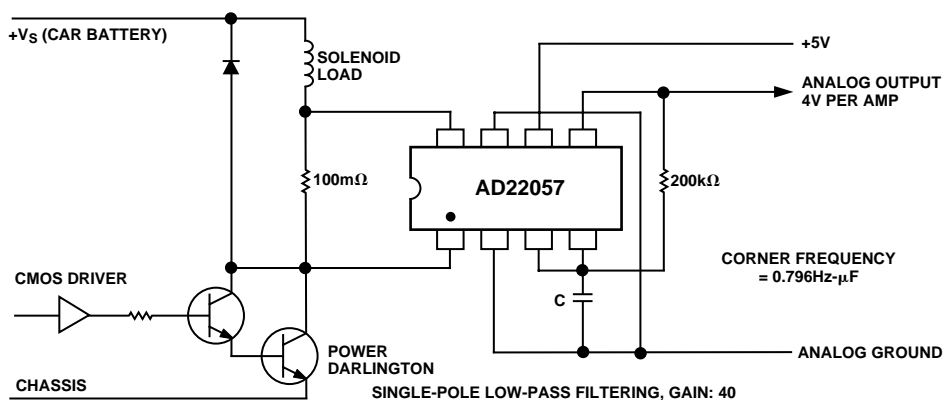 +VS (CAR BATTERY)
SOLENOID
LOAD
+5V
ANALOG OUTPUT
4V PER AMP
100mΩ
AD22057
200kΩ
CORNER FREQUENCY
= 0.796Hz-μF
CMOS DRIVER
C
POWER
DARLINGTON
ANALOG GROUND
CHASSIS
SINGLE-POLE LOW-PASS FILTERING, GAIN: 40